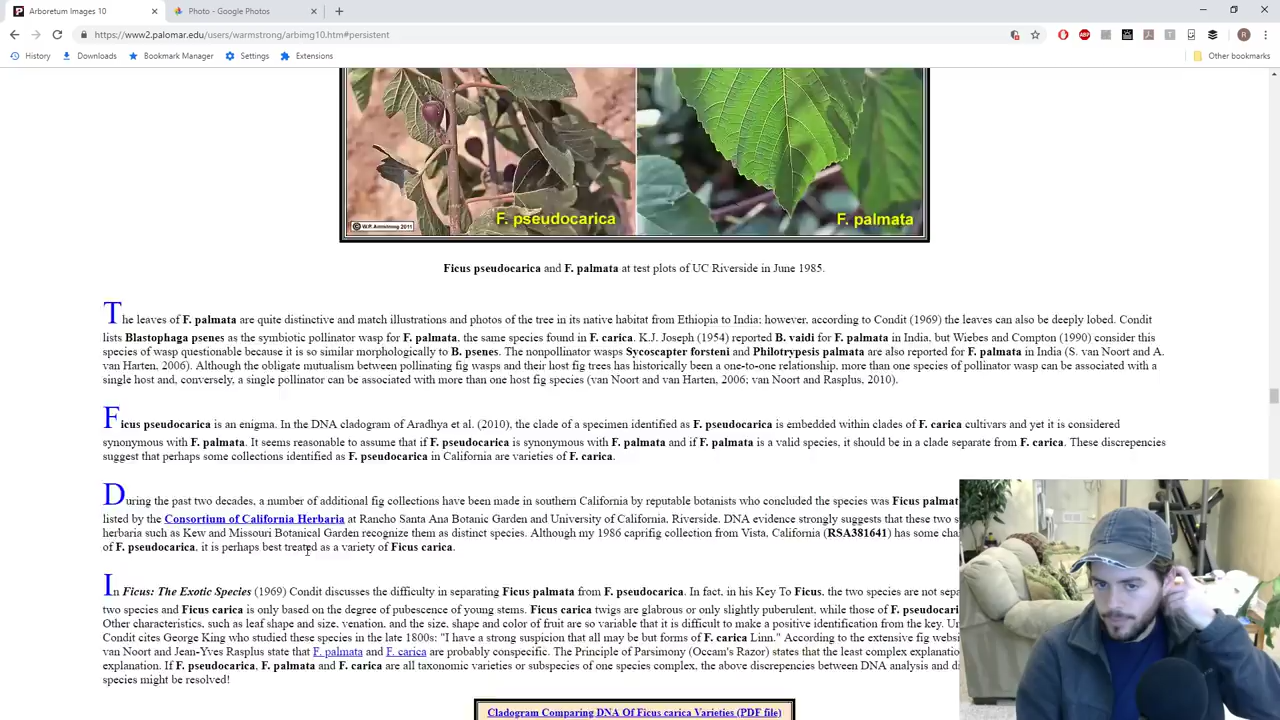 Arboretum Images 10
Photo - Google Photos
https://www2.palomar.edu/users/warmstrong/arbimg10.htm#persistent
History Downloads Bookmark Manager Settings Extensions Other bookmarks
F. pseudocarica
F. palmata
© W.P. Armstrong 2011
Ficus pseudocarica and F. palmata at test plots of UC Riverside in June 1985.
The leaves of F. palmata are quite distinctive and match illustrations and photos of the tree in its native habitat from Ethiopia to India; however, according to Condit (1969) the leaves can also be deeply lobed. Condit
lists Blastophaga psenes as the symbiotic pollinator wasp for F. palmata, the same species found in F. carica. K.J. Joseph (1954) reported B. vaidi for F. palmata in India, but Wiebes and Compton (1990) consider this
species of wasp questionable because it is so similar morphologically to B. psenes. The nonpollinator wasps Sycoscapter forsteni and Philotrypesis palmata are also reported for F. palmata in India (S. van Noort and A.
van Harten, 2006). Although the obligate mutualism between pollinating fig wasps and their host fig trees has historically been a one-to-one relationship, more than one species of pollinator wasp can be associated with a
single host and, conversely, a single pollinator can be associated with more than one host fig species (van Noort and van Harten, 2006; van Noort and Rasplus, 2010).
Ficus pseudocarica is an enigma. In the DNA cladogram of Aradhya et al. (2010), the clade of a specimen identified as F. pseudocarica is embedded within clades of F. carica cultivars and yet it is considered
synonymous with F. palmata. It seems reasonable to assume that if F. pseudocarica is synonymous with F. palmata and if F. palmata is a valid species, it should be in a clade separate from F. carica. These discrepancies
suggest that perhaps some collections identified as F. pseudocarica in California are varieties of F. carica.
During the past two decades, a number of additional fig collections have been made in southern California by reputable botanists who concluded the species was Ficus palmat
listed by the Consortium of California Herbaria at Rancho Santa Ana Botanic Garden and University of California, Riverside. DNA evidence strongly suggests that these two s
herbaria such as Kew and Missouri Botanical Garden recognize them as distinct species. Although my 1986 caprifig collection from Vista, California (RSA381641) has some cha
of F. pseudocarica, it is perhaps best treated as a variety of Ficus carica.
In Ficus: The Exotic Species (1969) Condit discusses the difficulty in separating Ficus palmata from F. pseudocarica. In fact, in his Key To Ficus, the two species are not sepa
two species and Ficus carica is only based on the degree of pubescence of young stems. Ficus carica twigs are glabrous or only slightly puberulent, while those of F. pseudocari
Other characteristics, such as leaf shape and size, venation, and the size, shape and color of fruit are so variable that it is difficult to make a positive identification from the key. Un
Condit cites George King who studied these species in the late 1800s: "I have a strong suspicion that all may be but forms of F. carica Linn." According to the extensive fig websi
van Noort and Jean-Yves Rasplus state that F. palmata and F. carica are probably conspecific. The Principle of Parsimony (Occam's Razor) states that the least complex explanatio
explanation. If F. pseudocarica, F. palmata and F. carica are all taxonomic varieties or subspecies of one species complex, the above discrepancies between DNA analysis and di
species might be resolved!
Cladogram Comparing DNA Of Ficus carica Varieties (PDF file)